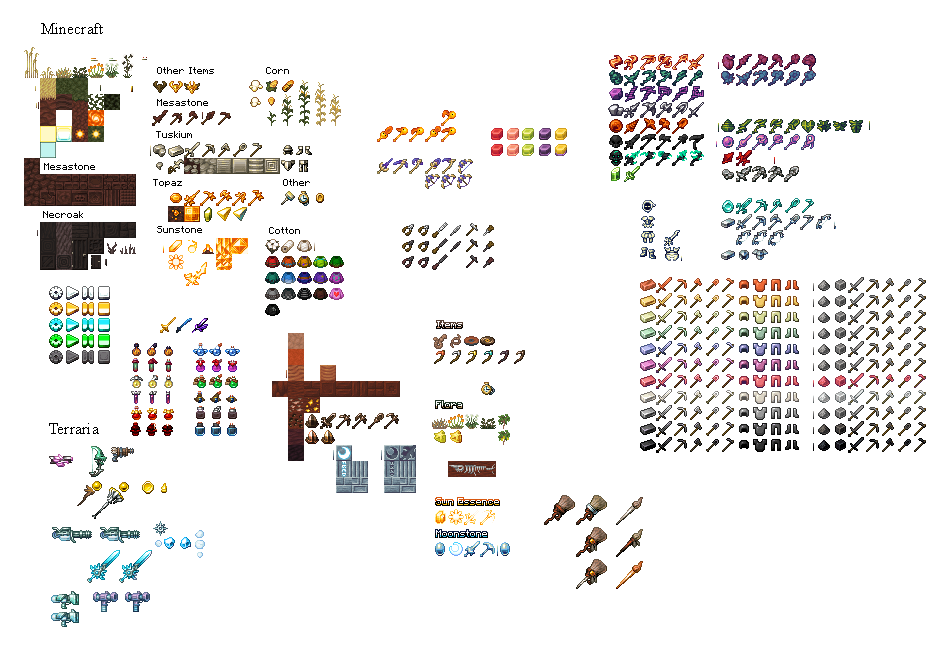 Minecraft
Other Items
Corn
Mesastone
Tuskium
Mesastone
Topaz
Other
Necroak
Sunstone
Cotton
Items
Flora
Terraria
Sun Essence
Moonstone